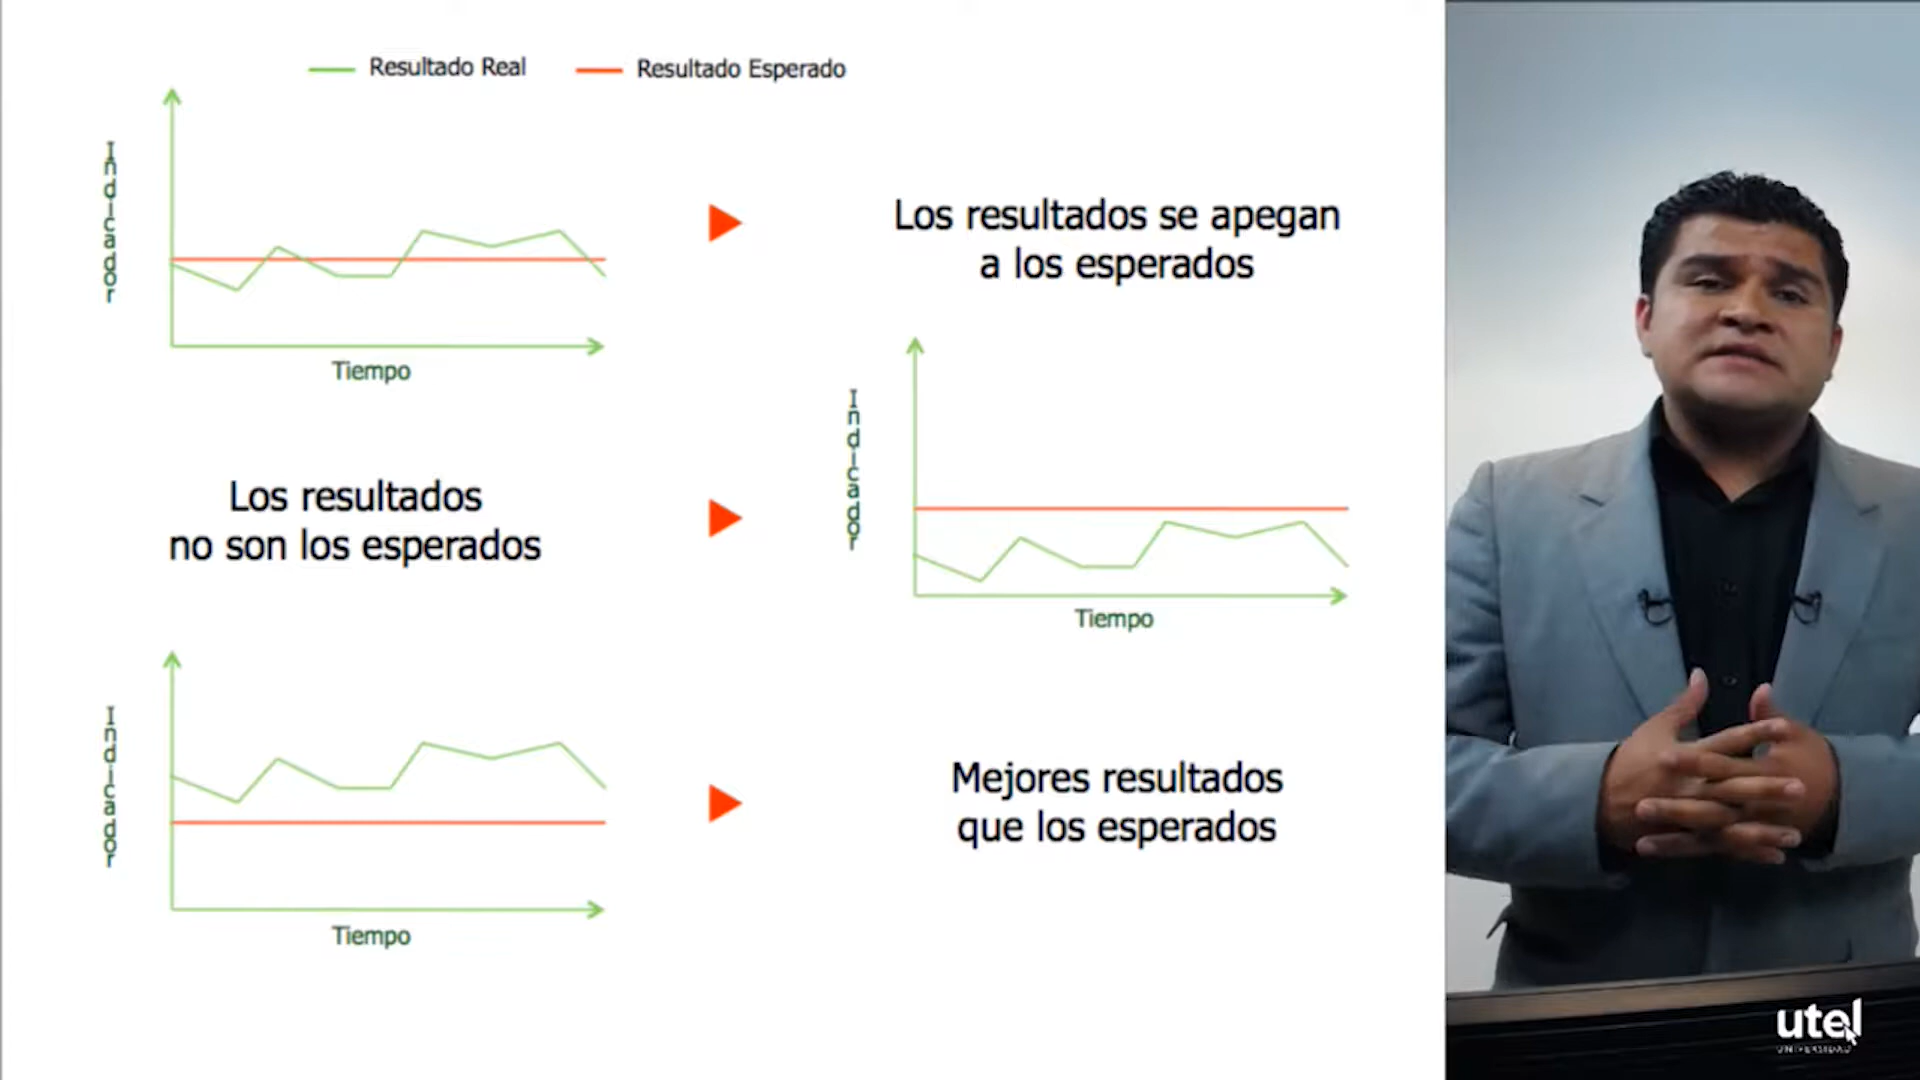 Resultado Real
Resultado Esperado
Indicador
Los resultados se apegan
a los esperados
Tiempo
Los resultados
no son los esperados
Indicador
Tiempo
Indicador
Mejores resultados
que los esperados
Tiempo
utel
UNIVERSIDAD